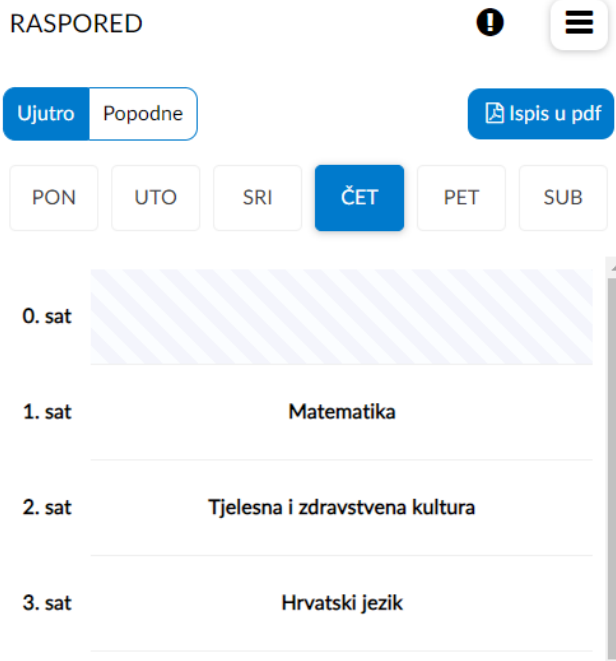 RASPORED
Ujutro Popodne Ispis u pdf
PON UTO SRI ČET PET SUB
0. sat
1. sat Matematika
2. sat Tjelesna i zdravstvena kultura
3. sat Hrvatski jezik